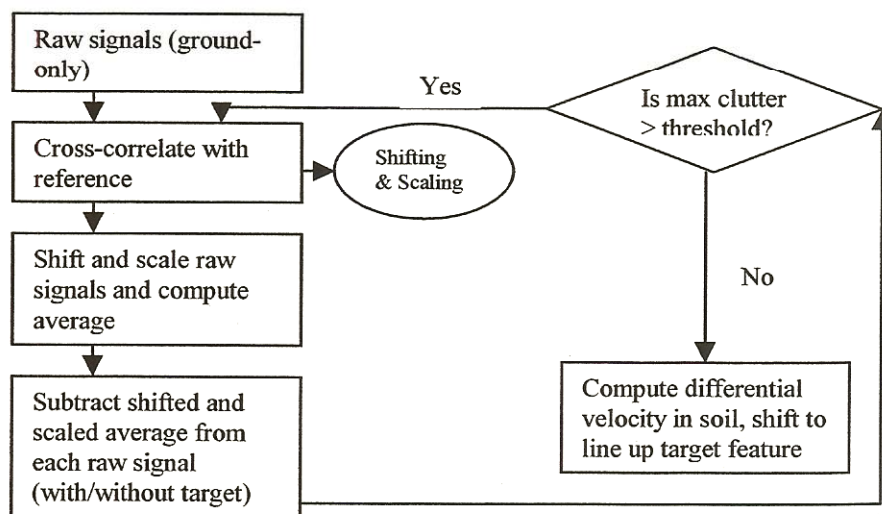 Raw signals (ground-
only)
Cross-correlate with
reference
Shifting
& Scaling
Shift and scale raw
signals and compute
average
Subtract shifted and
scaled average from
each raw signal
(with/without target)
Yes
Is max clutter
> threshold?
No
Compute differential
velocity in soil, shift to
line up target feature